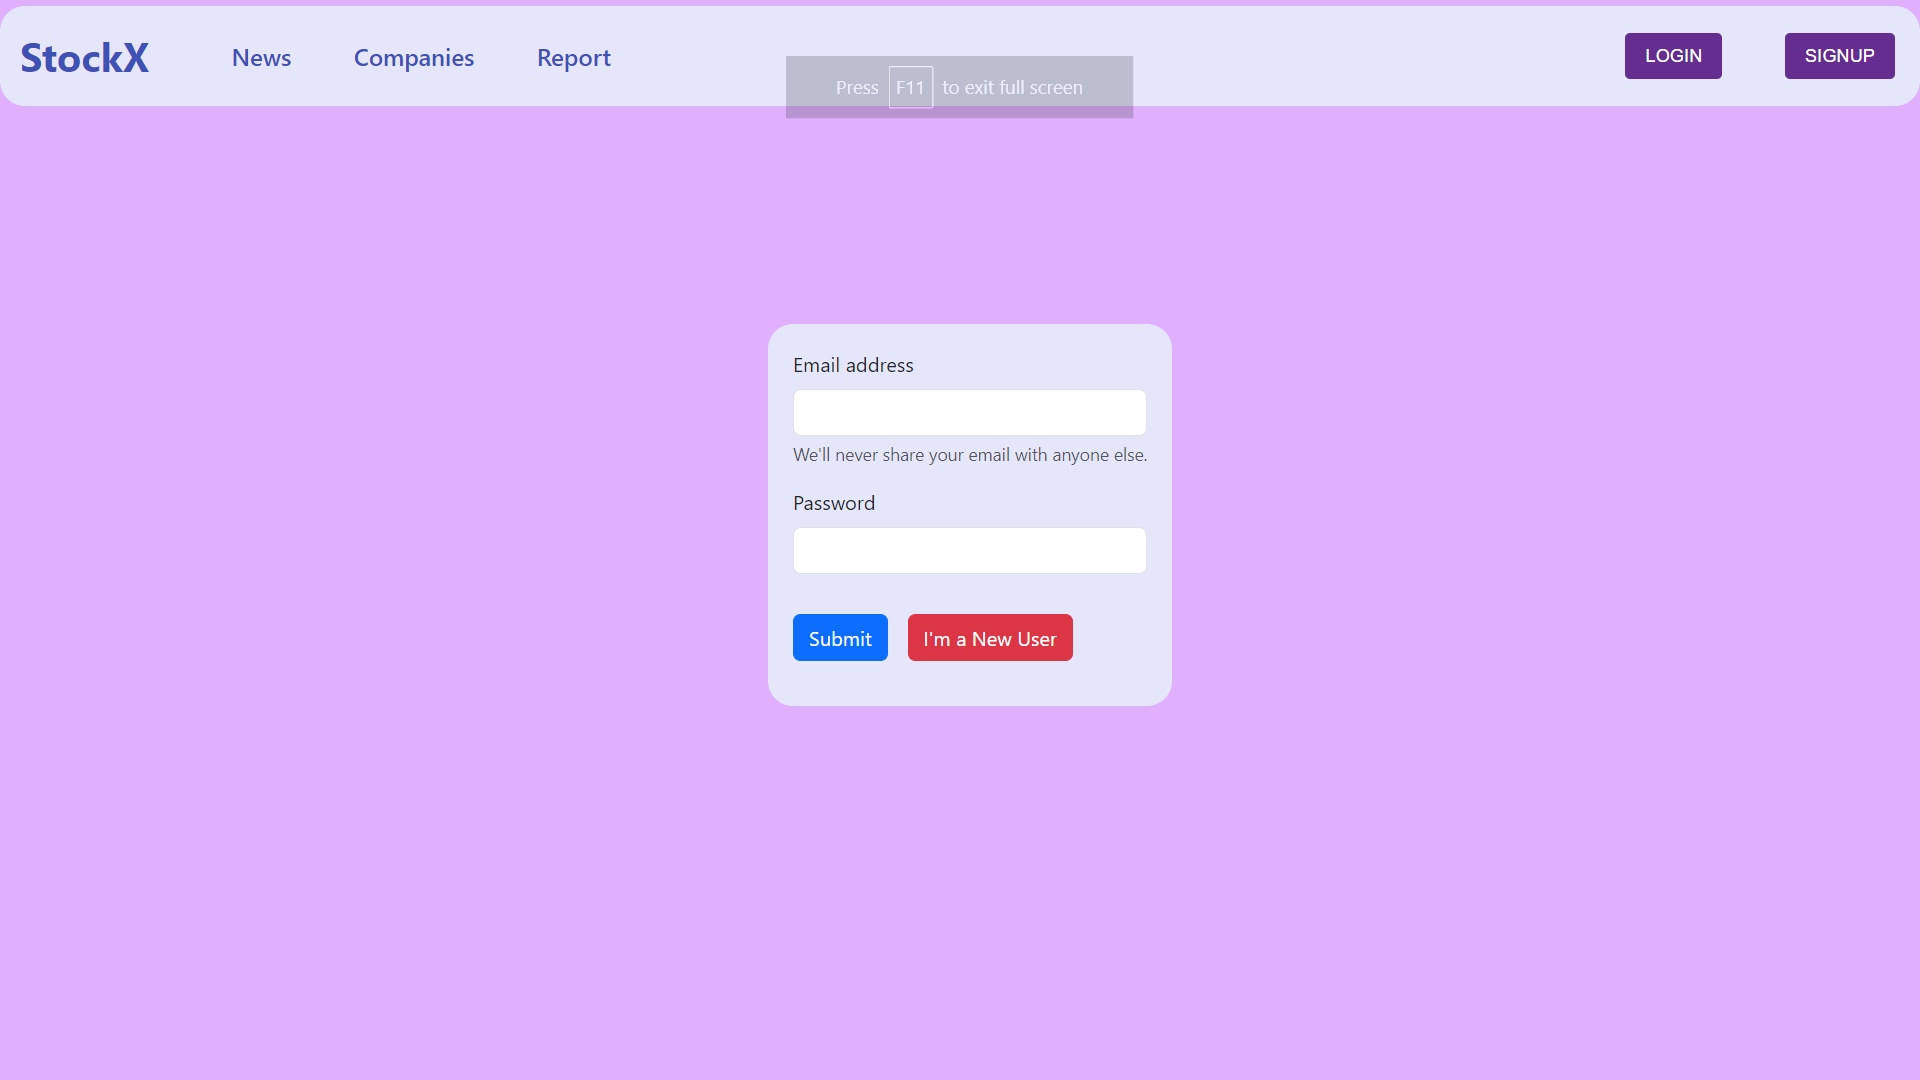 StockX News Companies Report LOGIN SIGNUP
Press F11 to exit full screen
Email address
We'll never share your email with anyone else.
Password
Submit I'm a New User